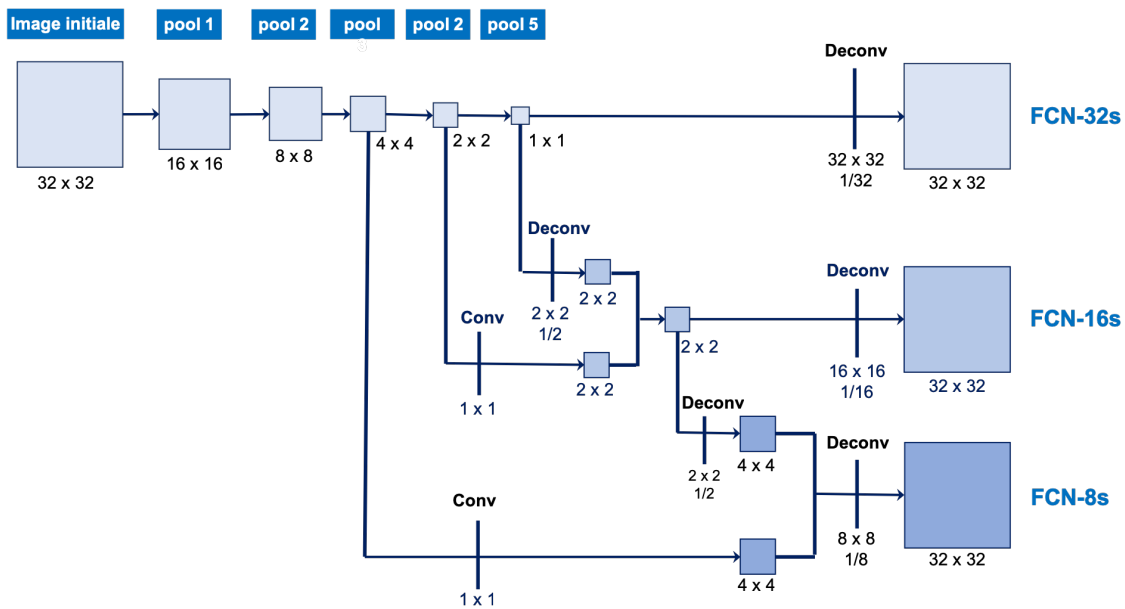 Image initiale
pool 1
pool 2
pool
3
pool 2
pool 5
32 x 32
16 x 16
8 x 8
4 x 4
2 x 2
1 x 1
Deconv
32 x 32
1/32
32 x 32
FCN-32s
Deconv
2 x 2
1/2
2 x 2
Conv
1 x 1
2 x 2
2 x 2
Deconv
16 x 16
1/16
32 x 32
FCN-16s
Deconv
2 x 2
1/2
4 x 4
Conv
1 x 1
4 x 4
Deconv
8 x 8
1/8
32 x 32
FCN-8s